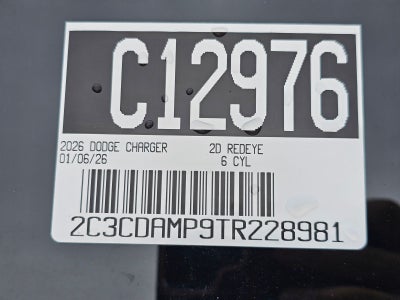 C12976
2026 DODGE CHARGER 2D REDEYE
01/06/26 6 CYL
2C3CDAMP9TR228981